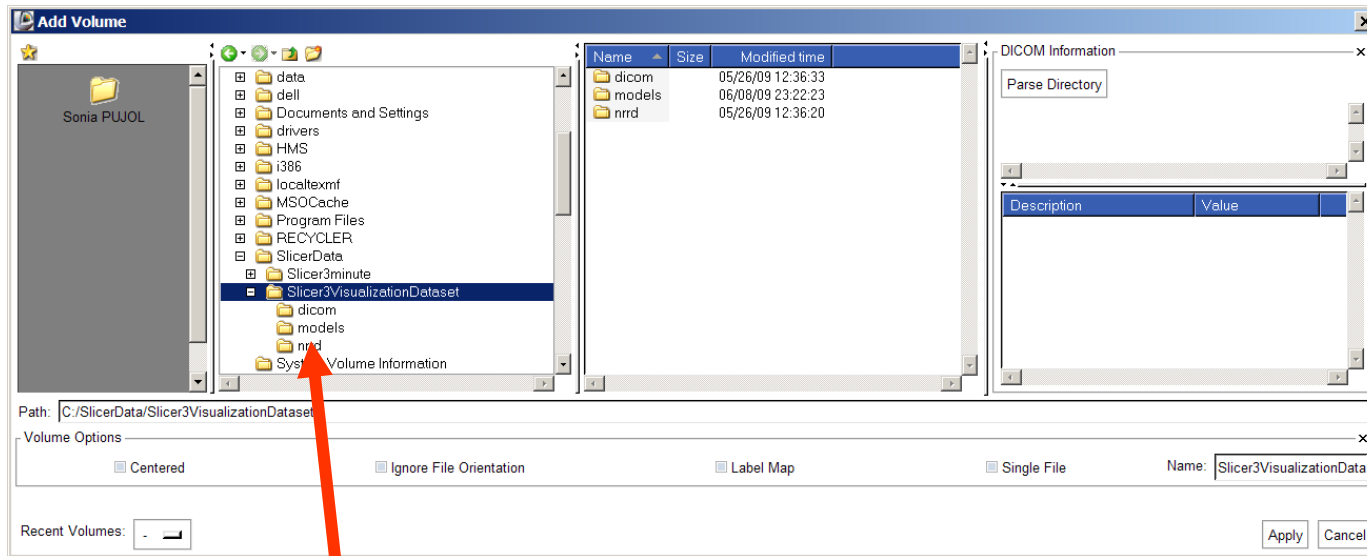 Add Volume
Sonia PUJOL
data
dell
Documents and Settings
drivers
HMS
i386
localtexmf
MSOCache
Program Files
RECYCLER
SlicerData
Slicer3minute
Slicer3VisualizationDataset
dicom
models
nrrd
System Volume Information
Name Size Modified time
dicom 05/26/09 12:36:33
models 06/08/09 23:22:23
nrrd 05/26/09 12:36:20
DICOM Information
Parse Directory
Description Value
Path: C:/SlicerData/Slicer3VisualizationDataset
Volume Options
Centered Ignore File Orientation Label Map Single File Name: Slicer3VisualizationData
Recent Volumes: -
Apply Cancel